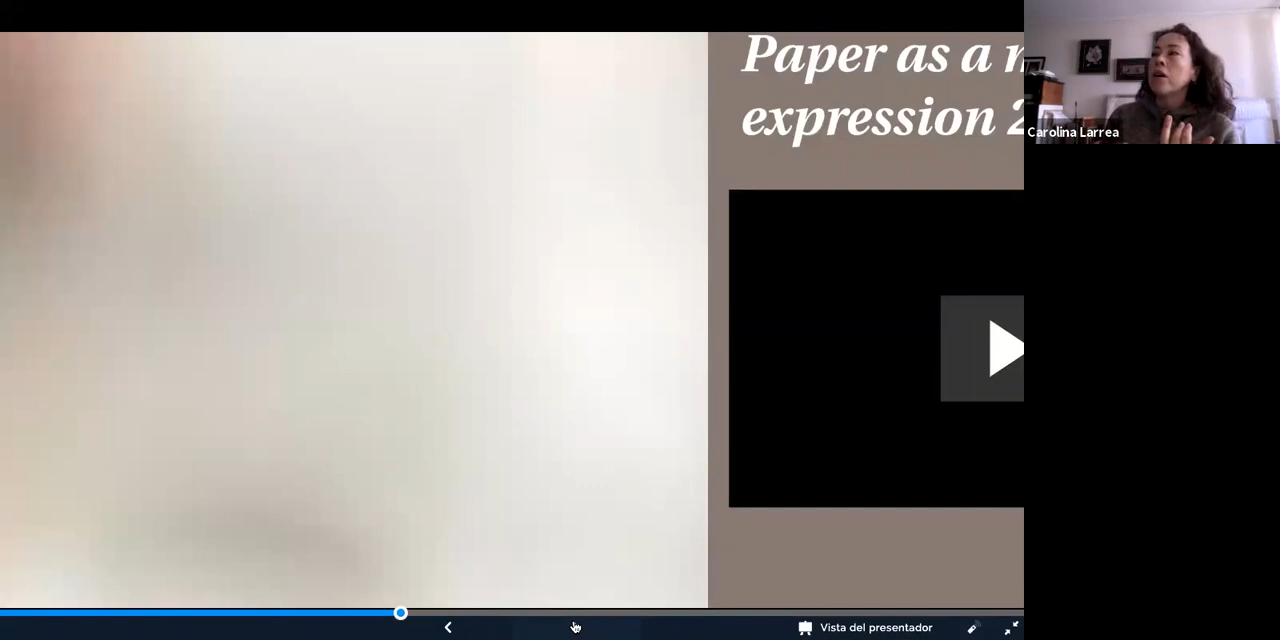 Paper as a
expression
Carolina Larrea
Vista del presentador